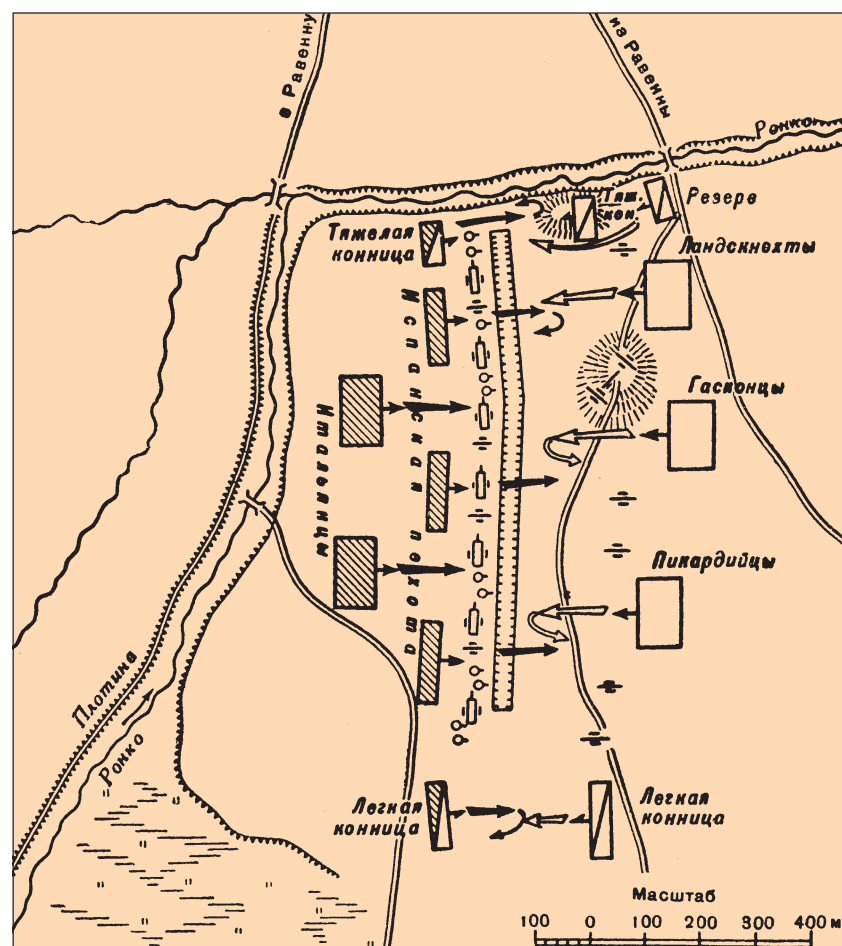 в Равенну
из Равенны
Ронко
Тяж.
кон.
Резерв
Тяжелая
конница
Ландскнехты
Испанская пехота
Итальянцы
Гасконцы
Пикардийцы
Плотина
Ронко
Легкая
конница
Легкая
конница
Масштаб
100 0 100 200 300 400 м